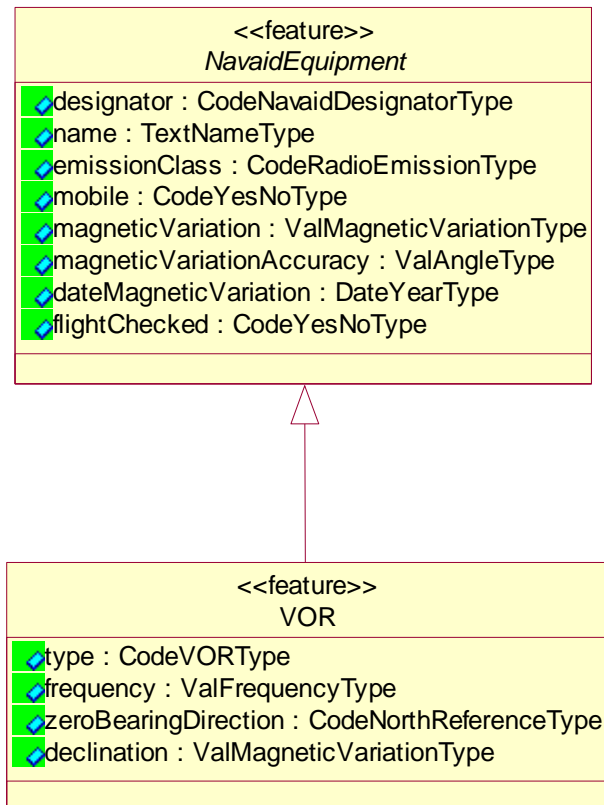 <<feature>>
NavaidEquipment
designator : CodeNavaidDesignatorType
name : TextNameType
emissionClass : CodeRadioEmissionType
mobile : CodeYesNoType
magneticVariation : ValMagneticVariationType
magneticVariationAccuracy : ValAngleType
dateMagneticVariation : DateYearType
flightChecked : CodeYesNoType
<<feature>>
VOR
type : CodeVORType
frequency : ValFrequencyType
zeroBearingDirection : CodeNorthReferenceType
declination : ValMagneticVariationType